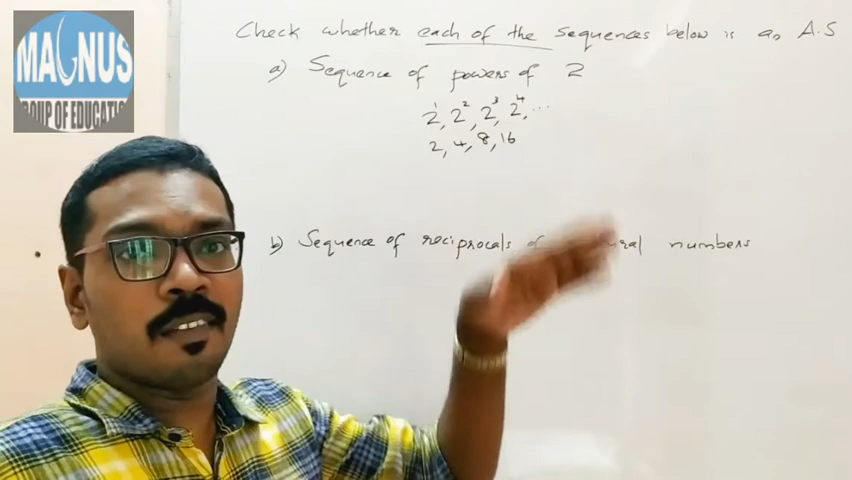 MAGNUS
GROUP OF EDUCATIO
Check whether each of the sequences below is an A.S
a) Sequence of powers of 2
2¹, 2², 2³, 2⁴, ...
2, 4, 8, 16
b) Sequence of reciprocals of numbers